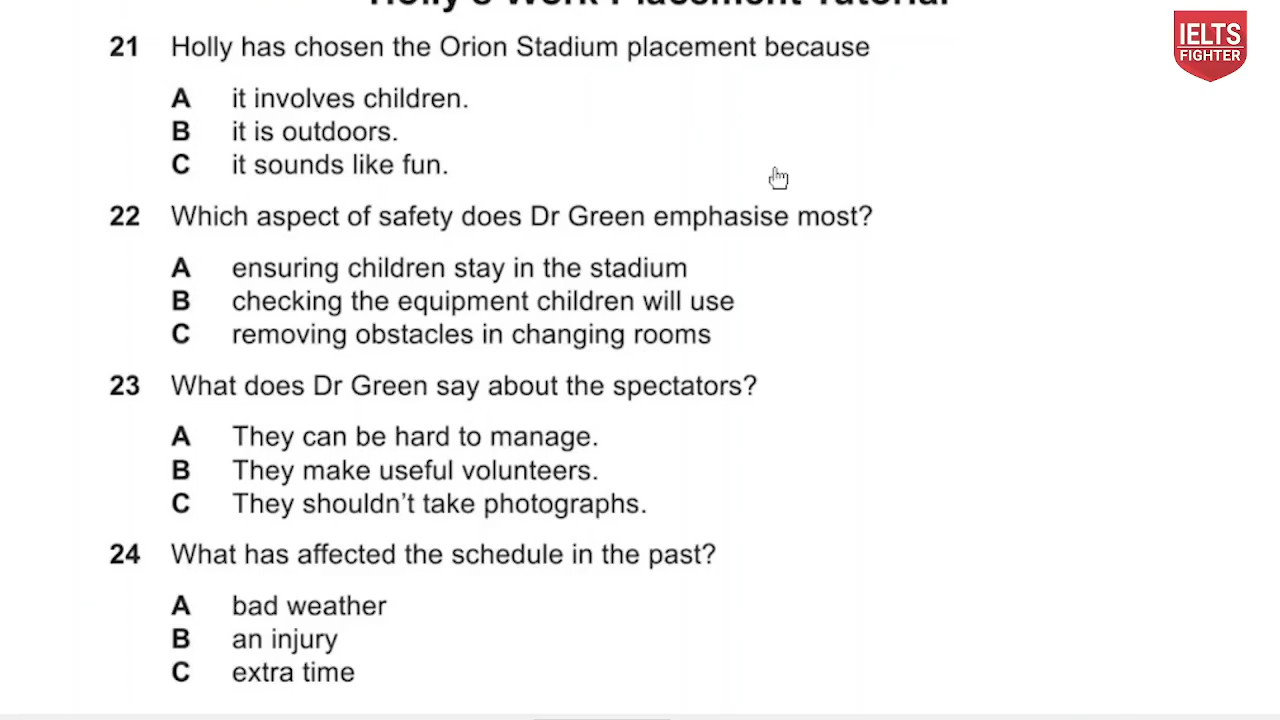 Holly's Work Placement Tutorial
IELTS
FIGHTER
21 Holly has chosen the Orion Stadium placement because
A it involves children.
B it is outdoors.
C it sounds like fun.
22 Which aspect of safety does Dr Green emphasise most?
A ensuring children stay in the stadium
B checking the equipment children will use
C removing obstacles in changing rooms
23 What does Dr Green say about the spectators?
A They can be hard to manage.
B They make useful volunteers.
C They shouldn't take photographs.
24 What has affected the schedule in the past?
A bad weather
B an injury
C extra time